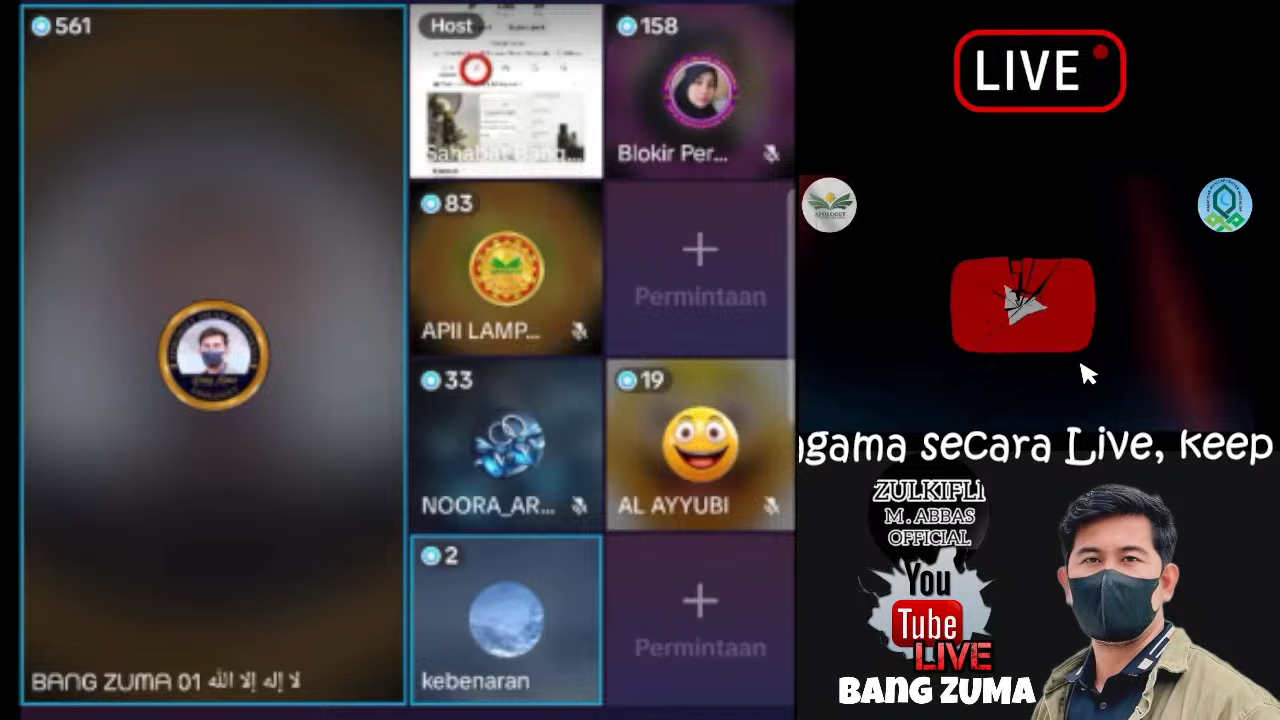 561
Host
158
Blokir Per...
83
Permintaan
APII LAMP...
33
19
NOORA_AR...
AL AYYUBI
2
Permintaan
BANG ZUMA 01 لا إله إلا الله
kebenaran
LIVE
agama secara Live, keep
ZULKIFLI
M. ABBAS
OFFICIAL
You
Tube
LIVE
BANG ZUMA